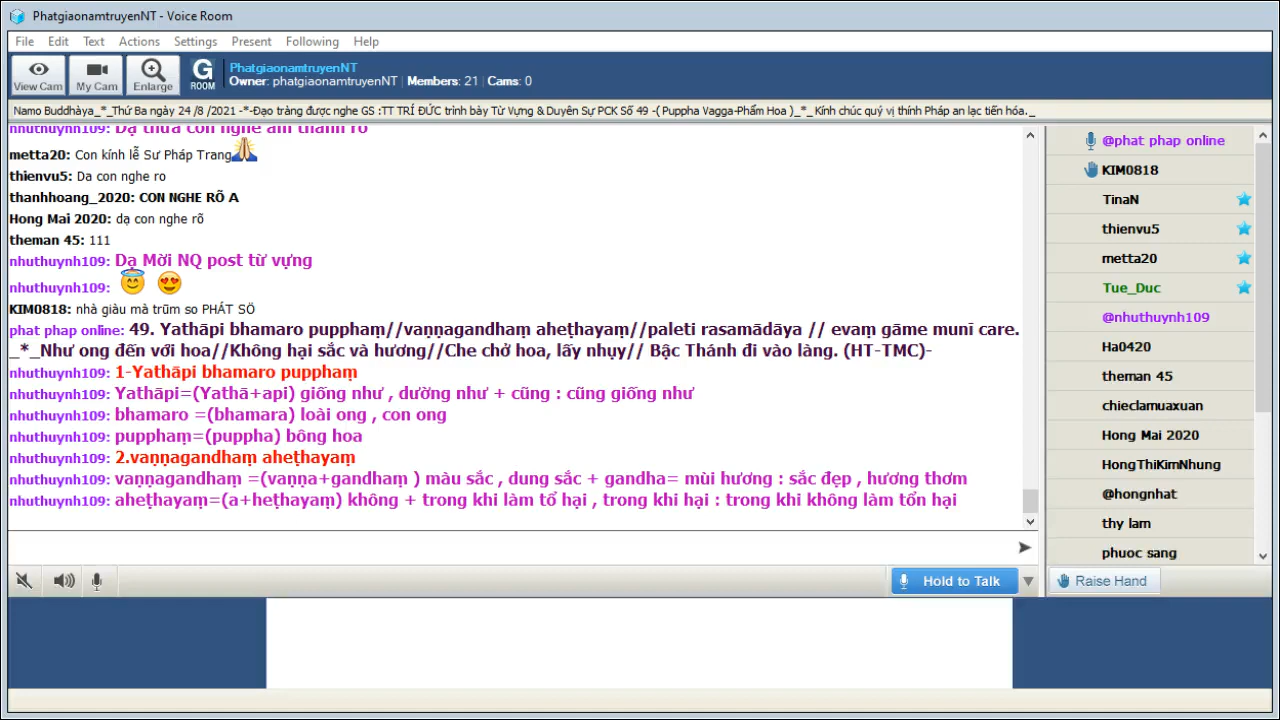 PhatgiaonamtruyenNT - Voice Room
File Edit Text Actions Settings Present Following Help
View Cam My Cam Enlarge G ROOM
PhatgiaonamtruyenNT
Owner: phatgiaonamtruyenNT | Members: 21 | Cams: 0
Namo Buddhàya_*_Thứ Ba ngày 24 /8 /2021 -*-Đạo tràng được nghe GS :TT TRÍ ĐỨC trình bày Từ Vựng & Duyên Sự PCK Số 49 -( Puppha Vagga-Phẩm Hoa )_*_Kính chúc quý vị thính Pháp an lạc tiến hóa._
nhuthuynh109: Dạ thưa con nghe âm thanh rõ
metta20: Con kính lễ Sư Pháp Trang
thienvu5: Da con nghe ro
thanhhoang_2020: CON NGHE RÕ A
Hong Mai 2020: dạ con nghe rõ
theman 45: 111
nhuthuynh109: Dạ Mời NQ post từ vựng
nhuthuynh109:
KIM0818: nhà giàu mà trũm so PHÁT SÖ
phat phap online: 49. Yathāpi bhamaro pupphaṃ//vaṇṇagandhaṃ aheṭhayaṃ//paleti rasamādāya // evaṃ gāme munī care.
_*_Như ong đến với hoa//Không hại sắc và hương//Che chở hoa, lấy nhụy// Bậc Thánh đi vào làng. (HT-TMC)-
nhuthuynh109: 1-Yathāpi bhamaro pupphaṃ
nhuthuynh109: Yathāpi=(Yathā+api) giống như , dường như + cũng : cũng giống như
nhuthuynh109: bhamaro =(bhamara) loài ong , con ong
nhuthuynh109: pupphaṃ=(puppha) bông hoa
nhuthuynh109: 2.vaṇṇagandhaṃ aheṭhayaṃ
nhuthuynh109: vaṇṇagandhaṃ =(vaṇṇa+gandhaṃ ) màu sắc , dung sắc + gandha= mùi hương : sắc đẹp , hương thơm
nhuthuynh109: aheṭhayaṃ=(a+heṭhayaṃ) không + trong khi làm tổ hại , trong khi hại : trong khi không làm tổn hại
@phat phap online
KIM0818
TinaN
thienvu5
metta20
Tue_Duc
@nhuthuynh109
Ha0420
theman 45
chieclamuaxuan
Hong Mai 2020
HongThiKimNhung
@hongnhat
thy lam
phuoc sang
Hold to Talk
Raise Hand